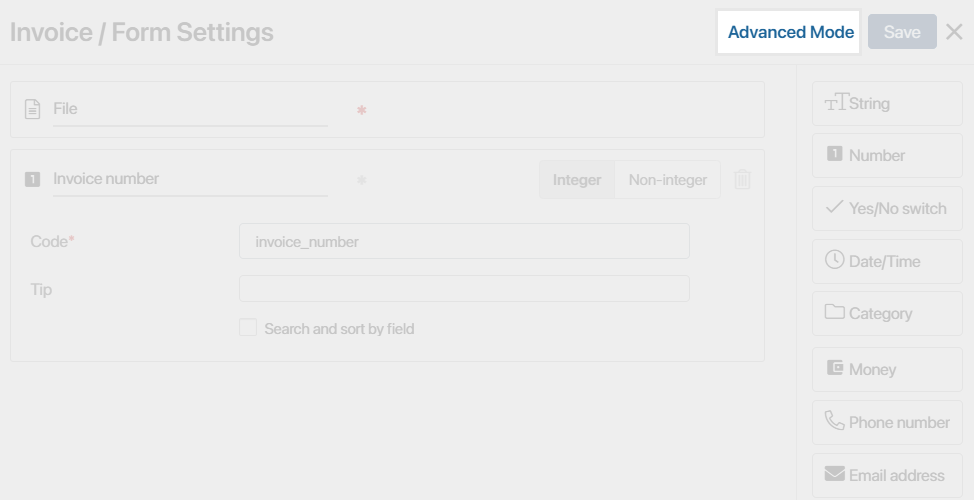 Invoice / Form Settings
Advanced Mode
Save
File *
Invoice number *
Integer
Non-integer
Code*
invoice_number
Tip
Search and sort by field
String
Number
Yes/No switch
Date/Time
Category
Money
Phone number
Email address